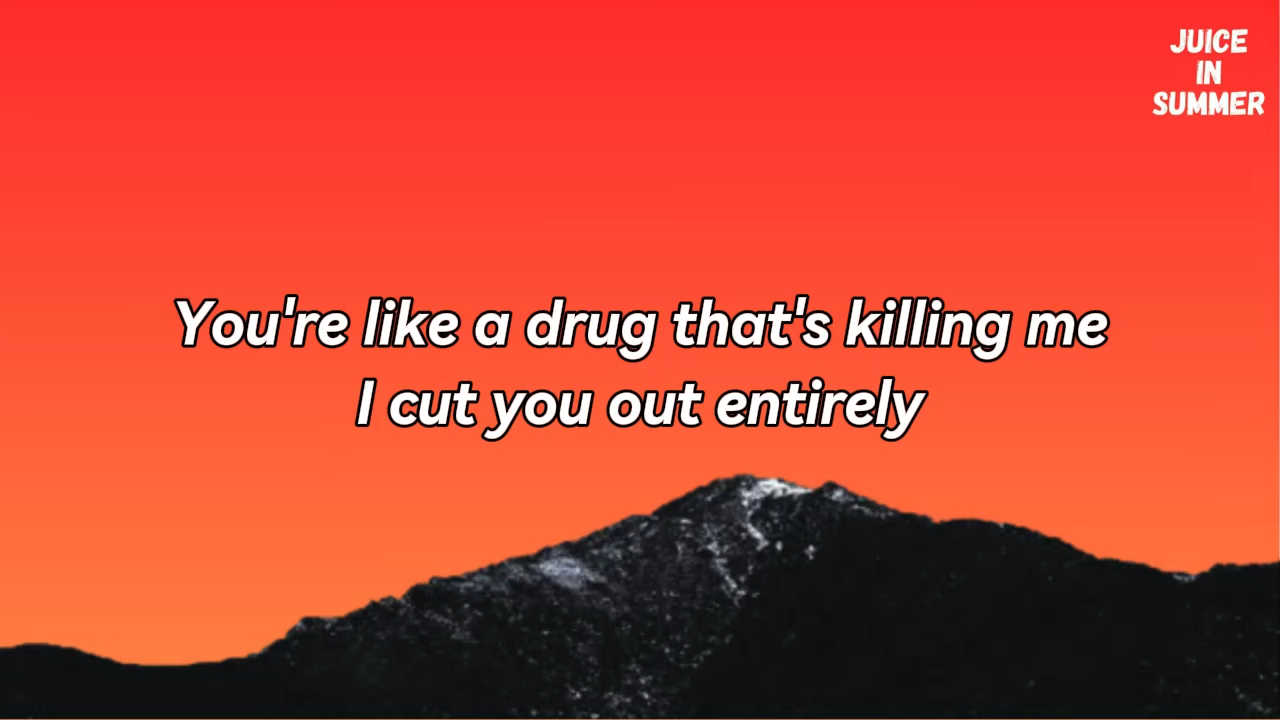 JUICE
IN
SUMMER
You're like a drug that's killing me
I cut you out entirely